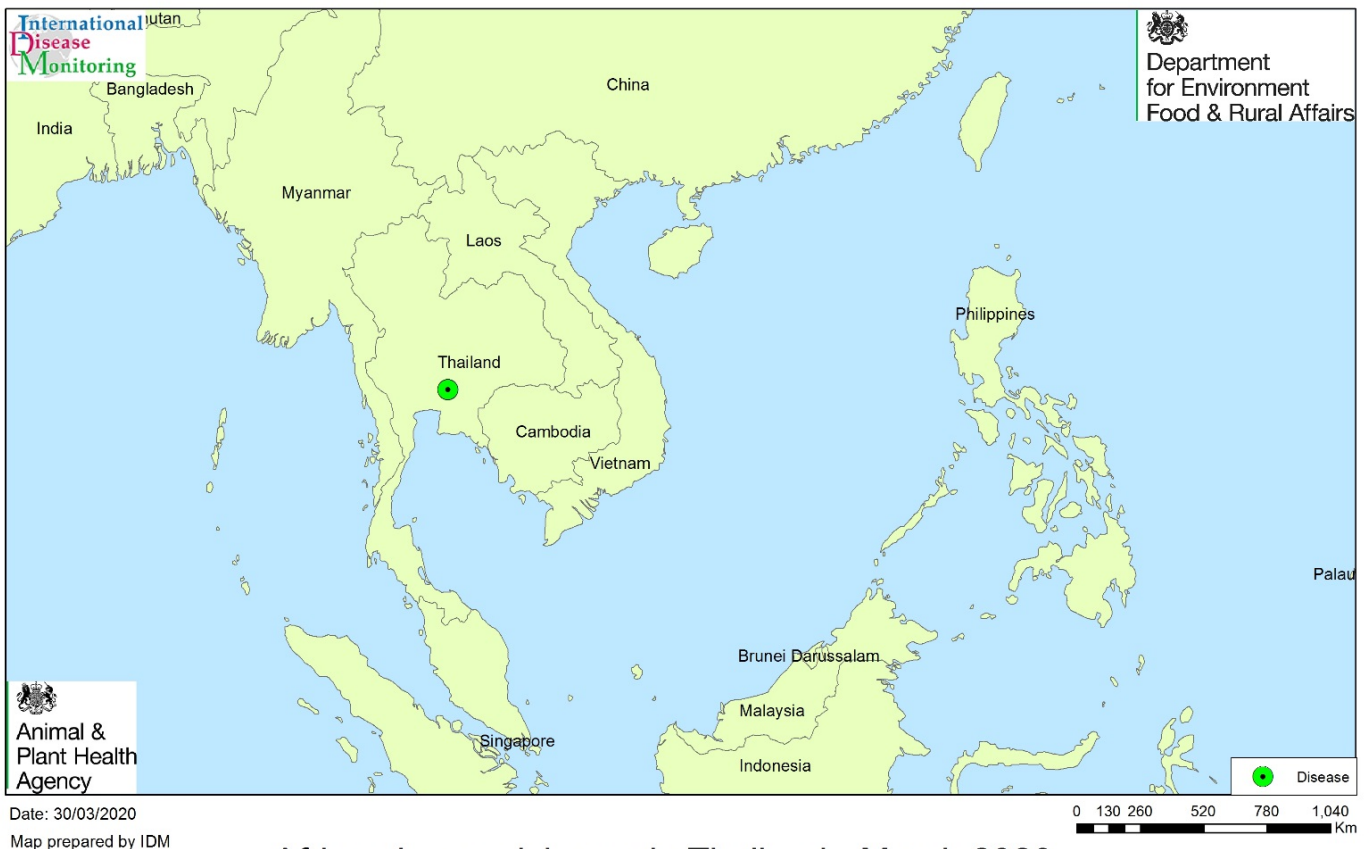 International
Disease
Monitoring
utan
Bangladesh
India
China
Department
for Environment
Food & Rural Affairs
Myanmar
Laos
Philippines
Thailand
Cambodia
Vietnam
Palau
Brunei Darussalam
Malaysia
Singapore
Indonesia
Animal &
Plant Health
Agency
Disease
Date: 30/03/2020
0 130 260 520 780 1,040
Km
Map prepared by IDM